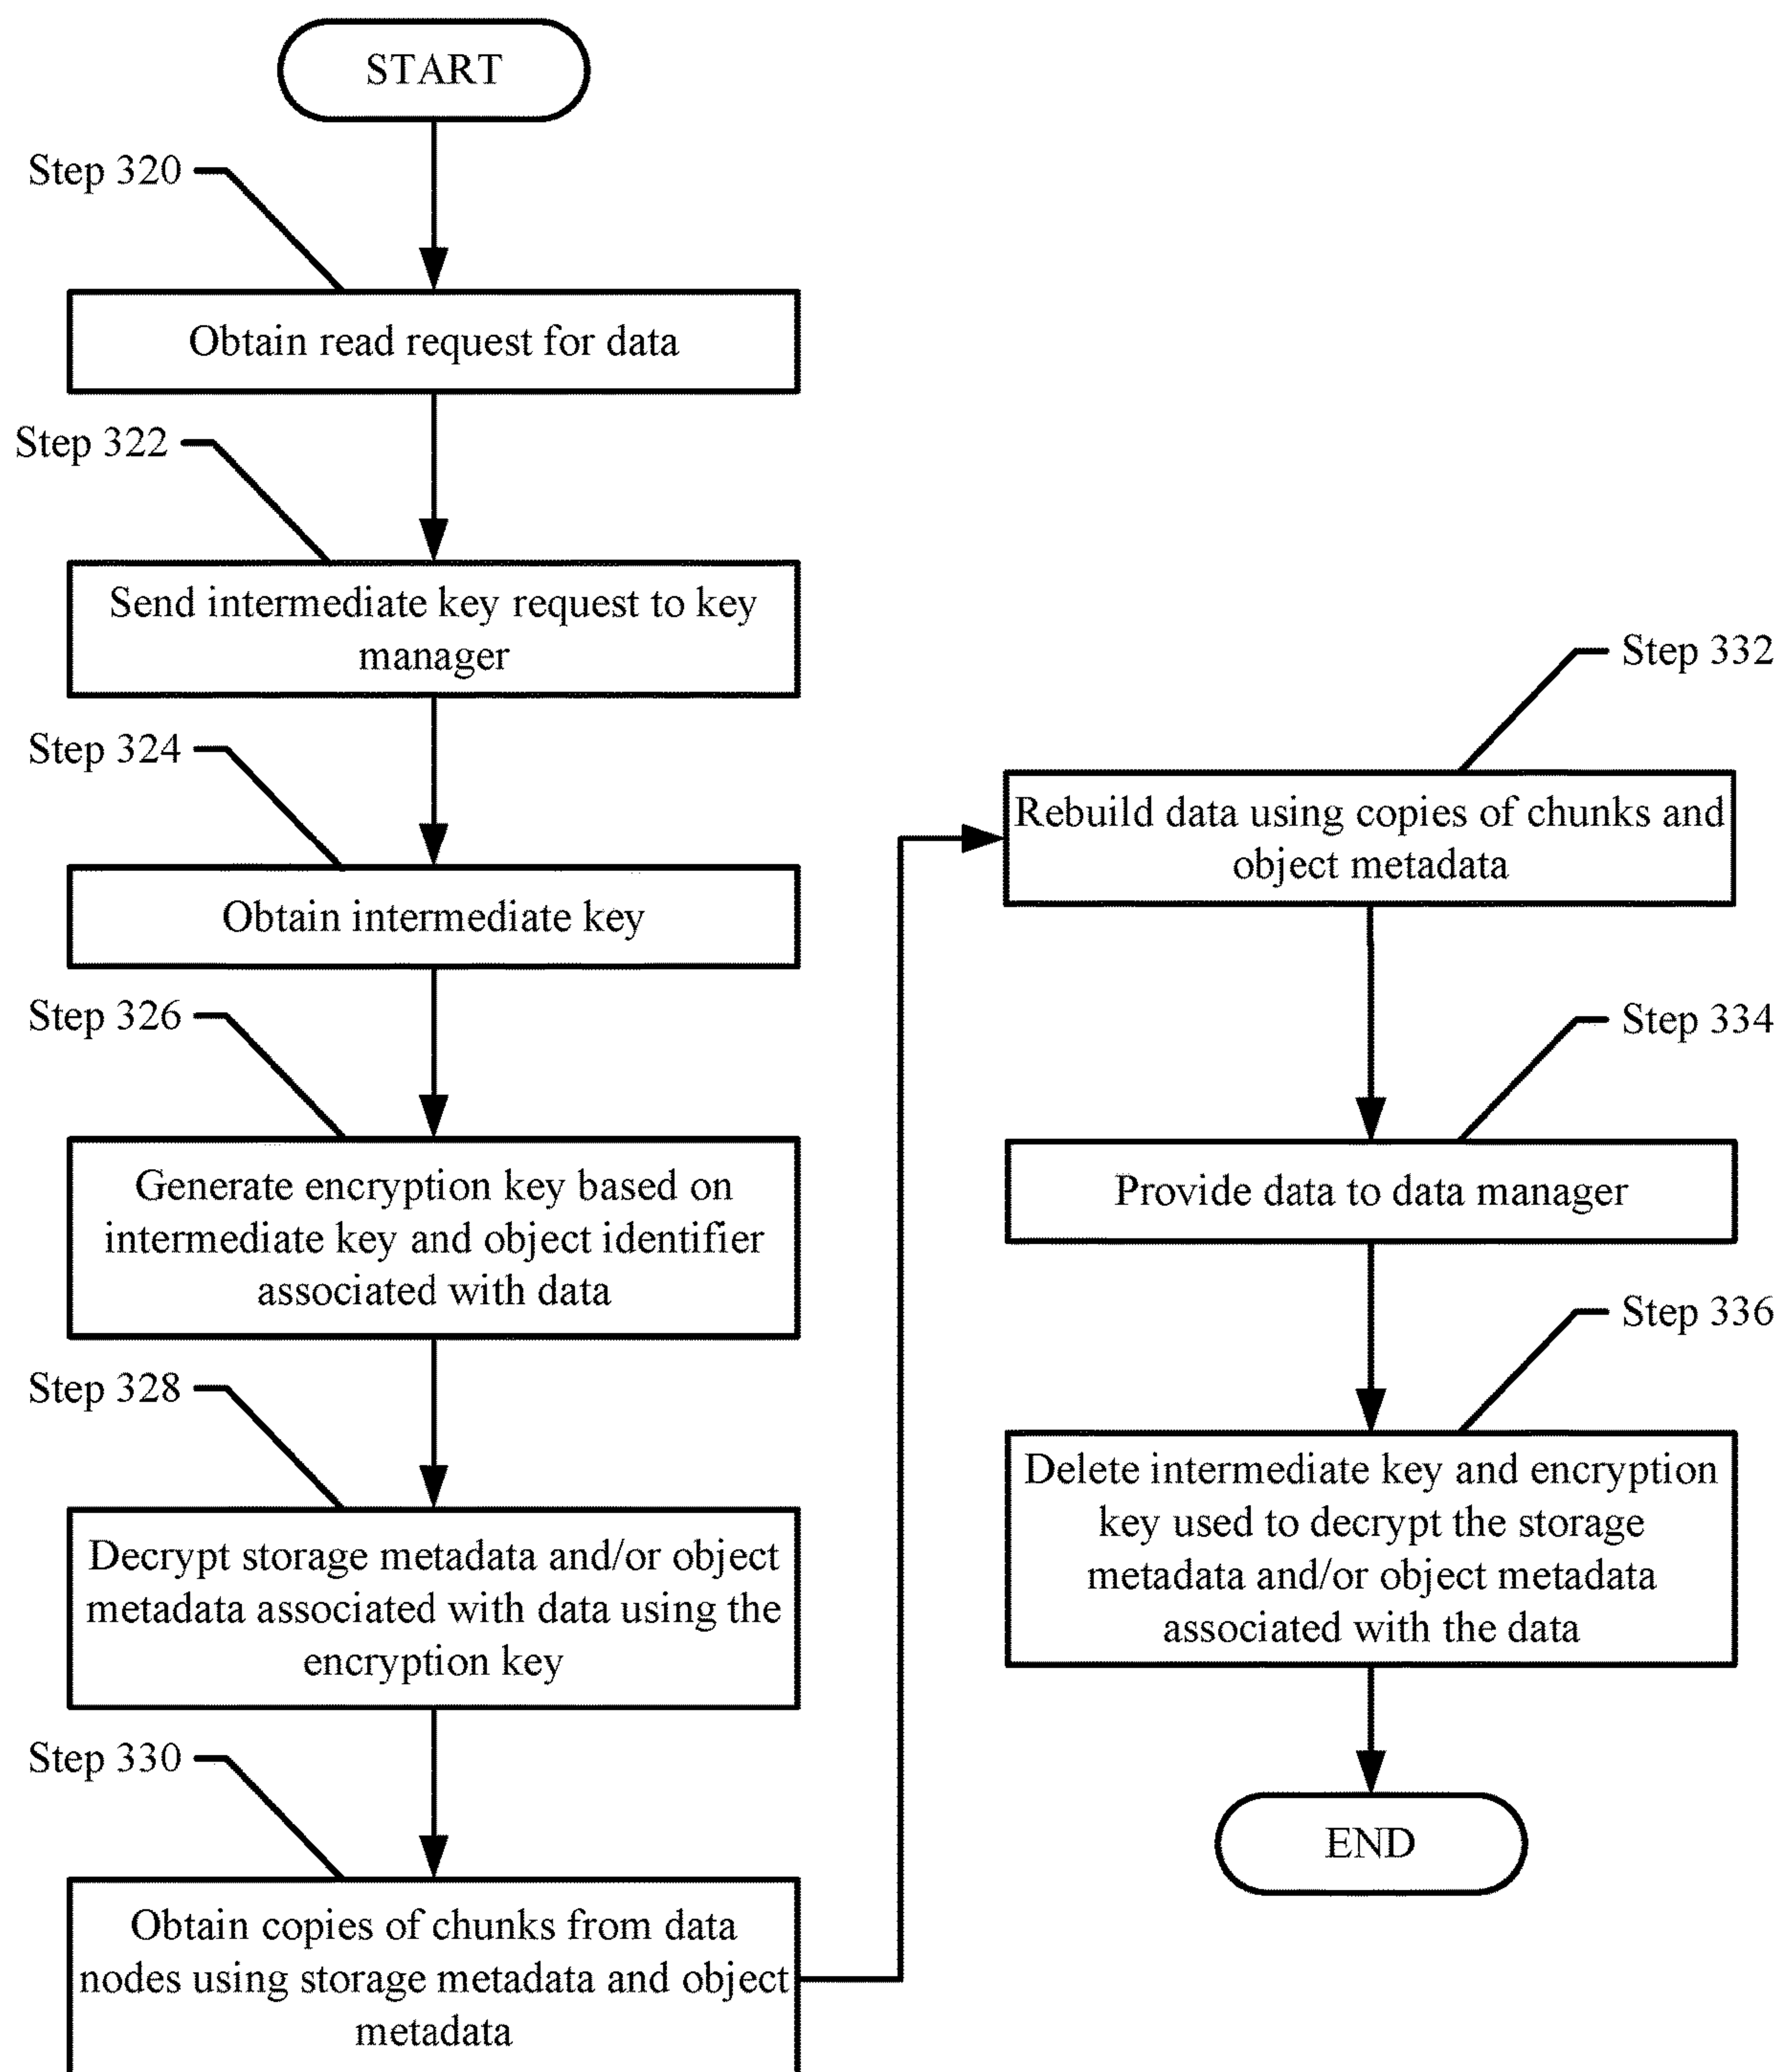 START
Step 320
Obtain read request for data
Step 322
Send intermediate key request to key
manager
Step 324
Obtain intermediate key
Step 326
Generate encryption key based on
intermediate key and object identifier
associated with data
Step 328
Decrypt storage metadata and/or object
metadata associated with data using the
encryption key
Step 330
Obtain copies of chunks from data
nodes using storage metadata and object
metadata
Step 332
Rebuild data using copies of chunks and
object metadata
Step 334
Provide data to data manager
Step 336
Delete intermediate key and encryption
key used to decrypt the storage
metadata and/or object metadata
associated with the data
END